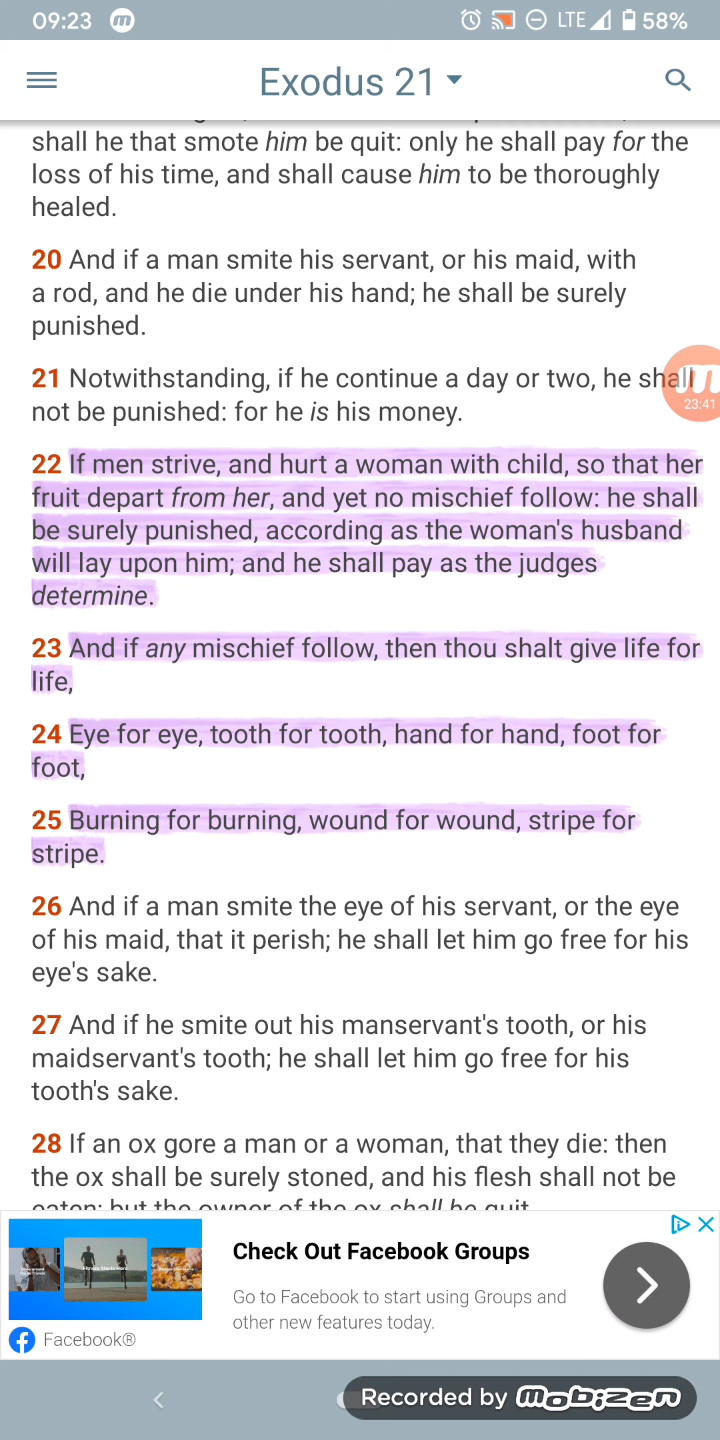 09:23
LTE 58%
Exodus 21
shall he that smote him be quit: only he shall pay for the
loss of his time, and shall cause him to be thoroughly
healed.
20 And if a man smite his servant, or his maid, with
a rod, and he die under his hand; he shall be surely
punished.
21 Notwithstanding, if he continue a day or two, he shall
not be punished: for he is his money.
23:41
22 If men strive, and hurt a woman with child, so that her
fruit depart from her, and yet no mischief follow: he shall
be surely punished, according as the woman's husband
will lay upon him; and he shall pay as the judges
determine.
23 And if any mischief follow, then thou shalt give life for
life,
24 Eye for eye, tooth for tooth, hand for hand, foot for
foot,
25 Burning for burning, wound for wound, stripe for
stripe.
26 And if a man smite the eye of his servant, or the eye
of his maid, that it perish; he shall let him go free for his
eye's sake.
27 And if he smite out his manservant's tooth, or his
maidservant's tooth; he shall let him go free for his
tooth's sake.
28 If an ox gore a man or a woman, that they die: then
the ox shall be surely stoned, and his flesh shall not be
eaten; but the owner of the ox shall be quit.
Check Out Facebook Groups
Go to Facebook to start using Groups and
other new features today.
Facebook®
Recorded by mobizen